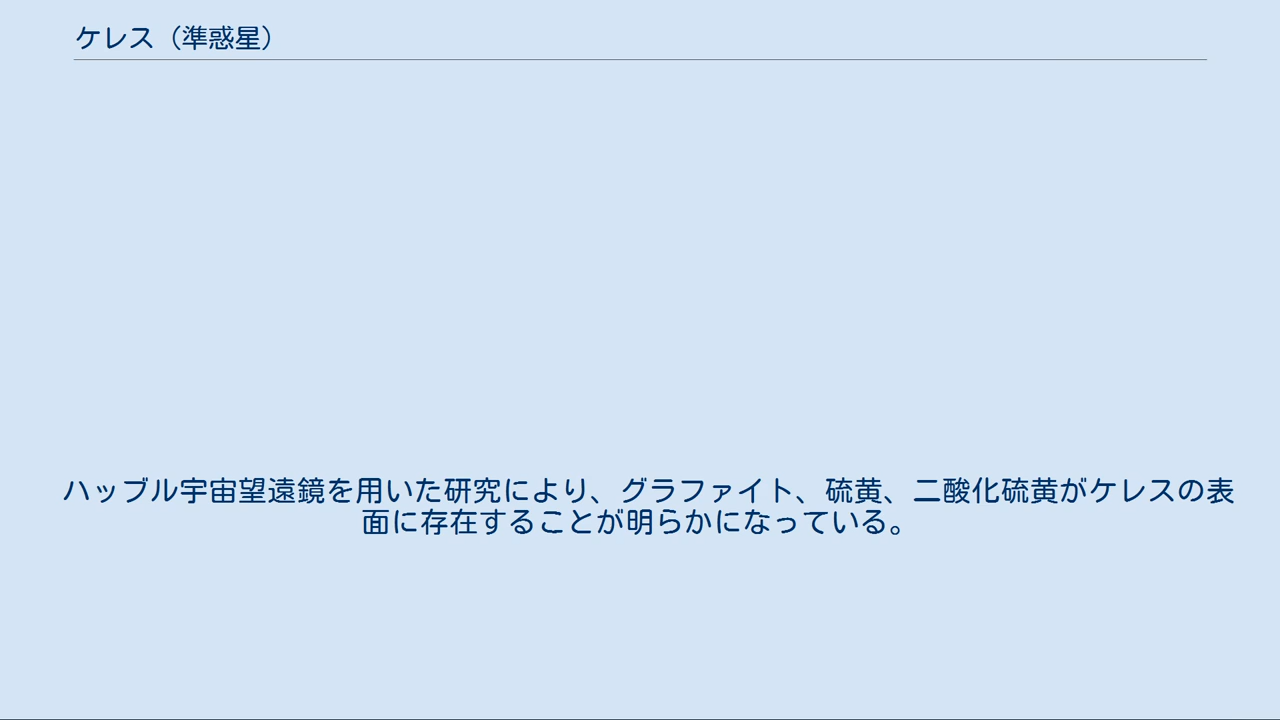 ケレス（準惑星）
ハッブル宇宙望遠鏡を用いた研究により、グラファイト、硫黄、二酸化硫黄がケレスの表
面に存在することが明らかになっている。